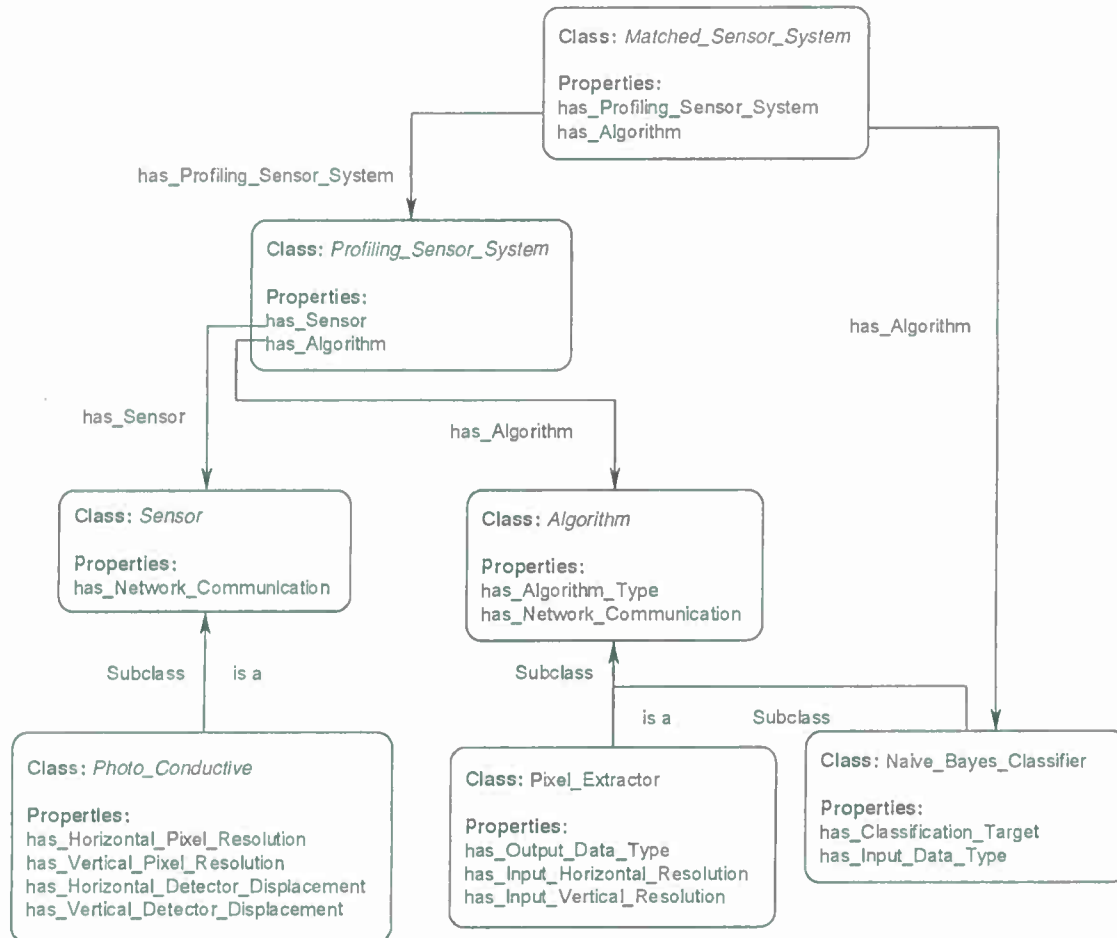 Class: Matched_Sensor_System
Properties:
has_Profiling_Sensor_System
has_Algorithm
has_Profiling_Sensor_System
Class: Profiling_Sensor_System
Properties:
has_Sensor
has_Algorithm
has_Algorithm
has_Sensor
has_Algorithm
Class: Sensor
Properties:
has_Network_Communication
Class: Algorithm
Properties:
has_Algorithm_Type
has_Network_Communication
Subclass is a
Subclass
is a Subclass
Class: Photo_Conductive
Properties:
has_Horizontal_Pixel_Resolution
has_Vertical_Pixel_Resolution
has_Horizontal_Detector_Displacement
has_Vertical_Detector_Displacement
Class: Pixel_Extractor
Properties:
has_Output_Data_Type
has_Input_Horizontal_Resolution
has_Input_Vertical_Resolution
Class: Naive_Bayes_Classifier
Properties:
has_Classification_Target
has_Input_Data_Type